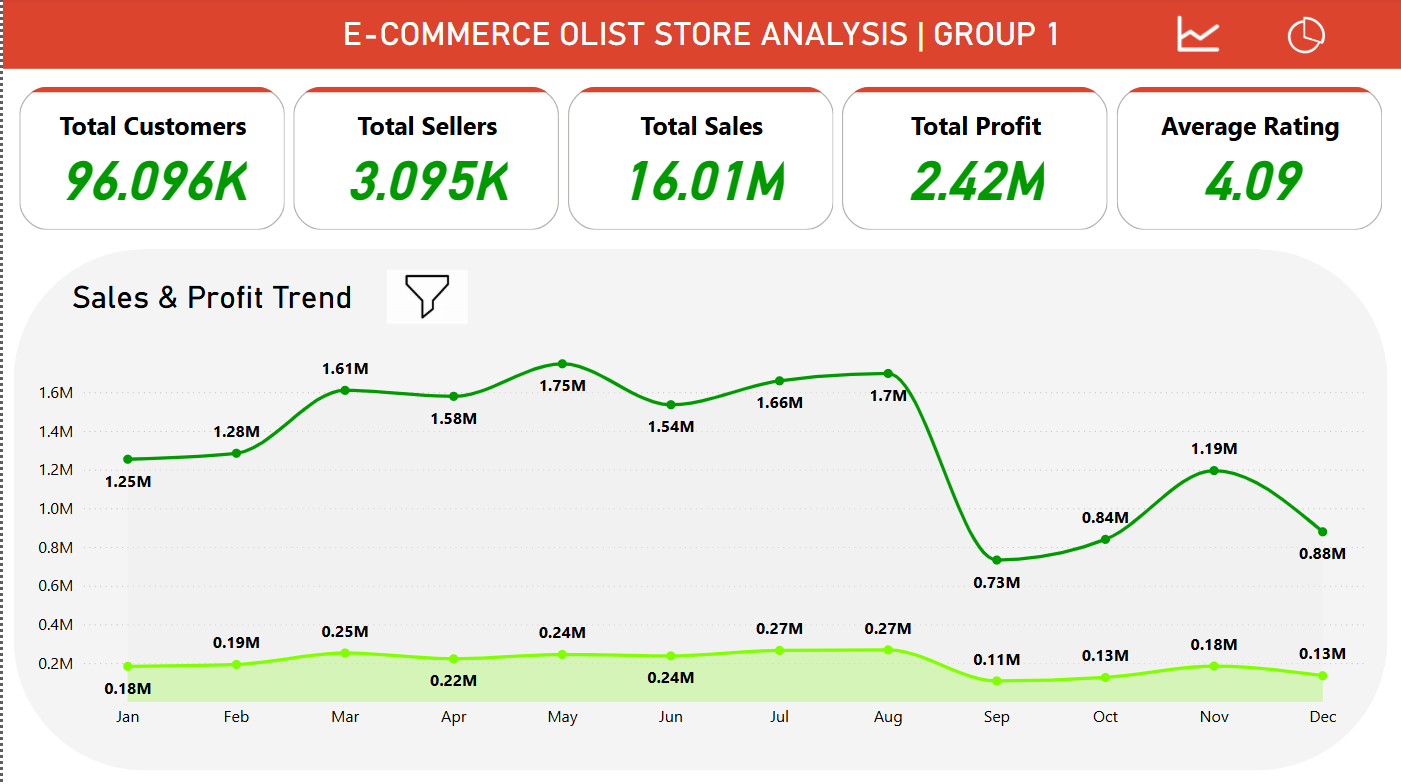 E-COMMERCE OLIST STORE ANALYSIS | GROUP 1
Total Customers
96.096K
Total Sellers
3.095K
Total Sales
16.01M
Total Profit
2.42M
Average Rating
4.09
Sales & Profit Trend
1.6M
1.4M
1.2M
1.0M
0.8M
0.6M
0.4M
0.2M
1.25M
1.28M
1.61M
1.58M
1.75M
1.54M
1.66M
1.7M
0.73M
0.84M
1.19M
0.88M
0.18M
0.19M
0.25M
0.22M
0.24M
0.24M
0.27M
0.27M
0.11M
0.13M
0.18M
0.13M
Jan Feb Mar Apr May Jun Jul Aug Sep Oct Nov Dec